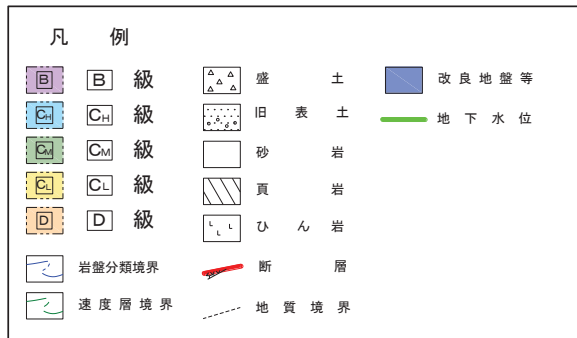 凡 例
B B 級
CH CH 級
CM CM 級
CL CL 級
D D 級
岩盤分類境界
速度層境界
盛土
旧表土
砂岩
頁岩
ひん岩
断層
地質境界
改良地盤等
地下水位